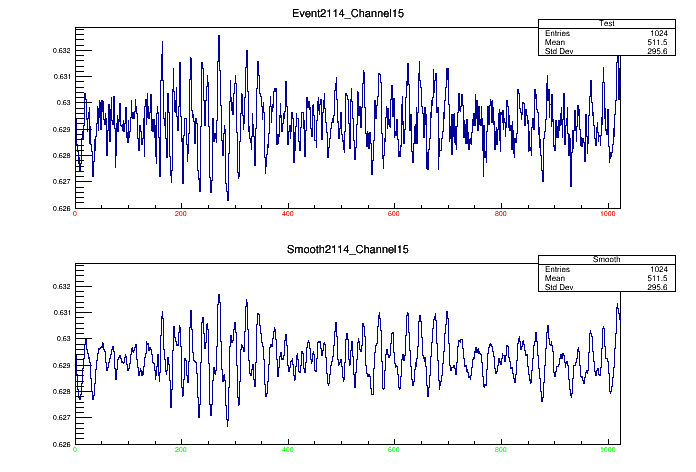 Event2114_Channel15
Test
Entries 1024
Mean 511.5
Std Dev 295.6
0.632
0.631
0.63
0.629
0.628
0.627
0.626
0 200 400 600 800 1000
Smooth2114_Channel15
Smooth
Entries 1024
Mean 511.5
Std Dev 295.6
0.632
0.631
0.63
0.629
0.628
0.627
0.626
0 200 400 600 800 1000